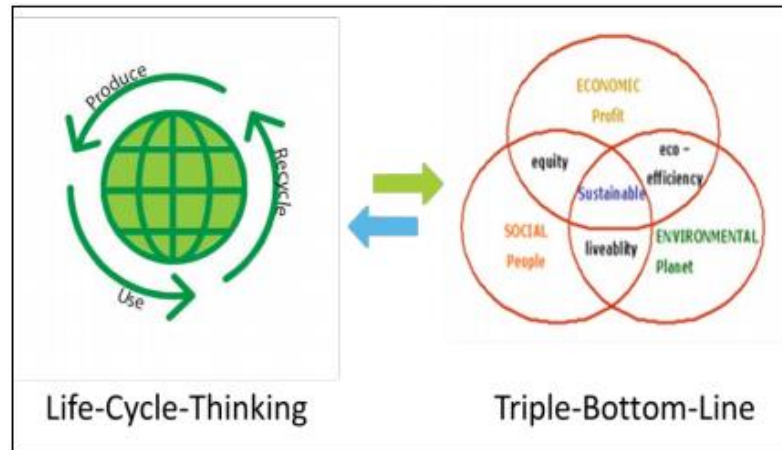 Produce
Recycle
Use
Life-Cycle-Thinking
ECONOMIC
Profit
equity
eco –
efficiency
Sustainable
SOCIAL
People
liveablity
ENVIRONMENTAL
Planet
Triple-Bottom-Line